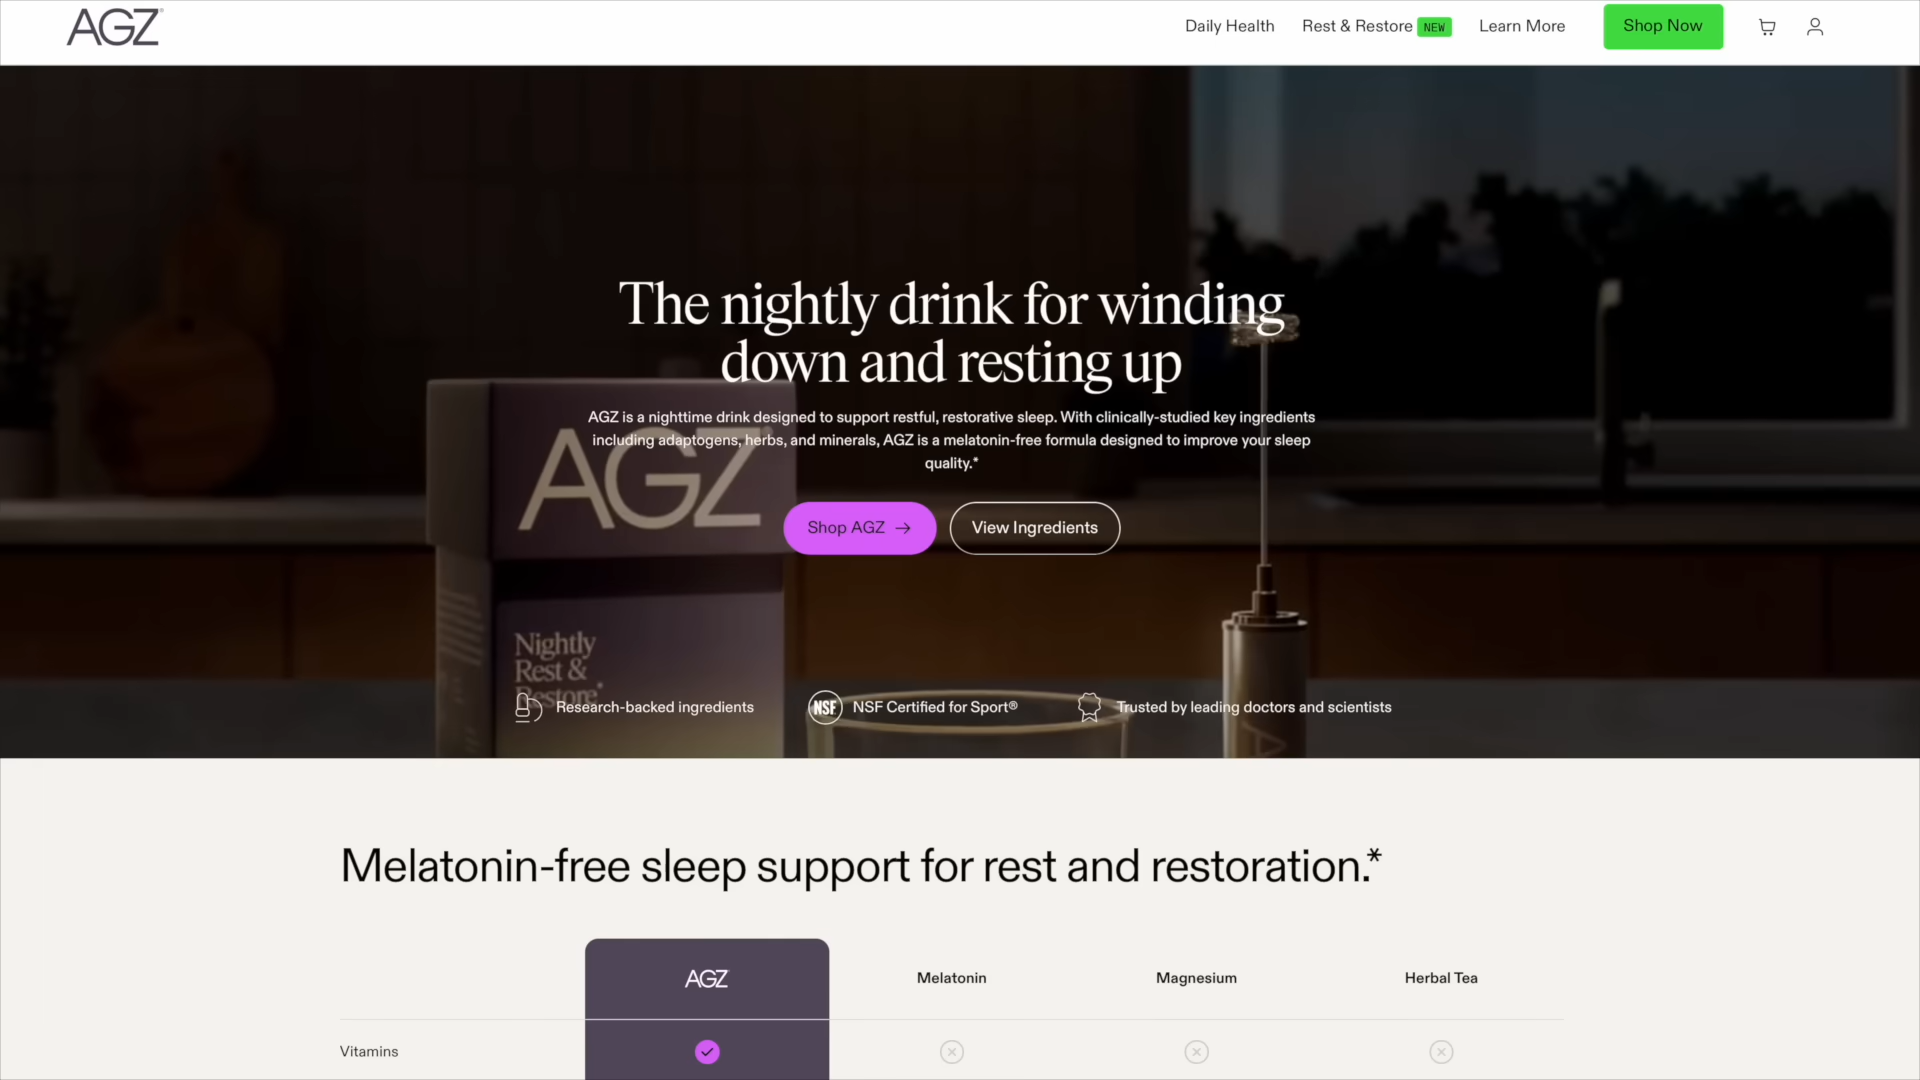 AGZ®
Daily Health
Rest & Restore NEW
Learn More
Shop Now
The nightly drink for winding
down and resting up
AGZ is a nighttime drink designed to support restful, restorative sleep. With clinically-studied key ingredients
including adaptogens, herbs, and minerals, AGZ is a melatonin-free formula designed to improve your sleep
quality.*
AGZ
Shop AGZ →
View Ingredients
Nightly
Rest &
Restore*
Research-backed ingredients
NSF
NSF Certified for Sport®
Trusted by leading doctors and scientists
Melatonin-free sleep support for rest and restoration.*
AGZ
Melatonin
Magnesium
Herbal Tea
Vitamins